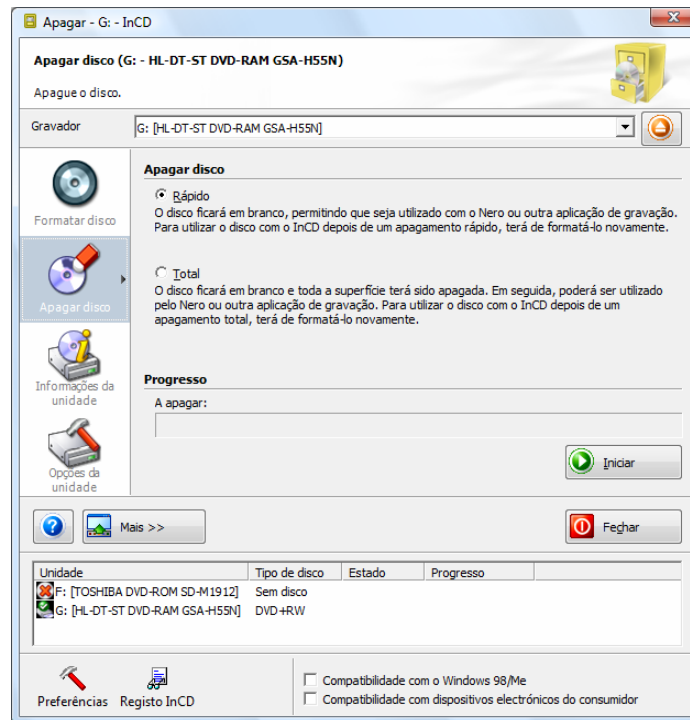 Apagar - G: - InCD
Apagar disco (G: - HL-DT-ST DVD-RAM GSA-H55N)
Apague o disco.
Gravador
G: [HL-DT-ST DVD-RAM GSA-H55N]
Formatar disco
Apagar disco
Informações da
unidade
Opções da
unidade
Apagar disco
Rápido
O disco ficará em branco, permitindo que seja utilizado com o Nero ou outra aplicação de gravação.
Para utilizar o disco com o InCD depois de um apagamento rápido, terá de formatá-lo novamente.
Total
O disco ficará em branco e toda a superfície terá sido apagada. Em seguida, poderá ser utilizado
pelo Nero ou outra aplicação de gravação. Para utilizar o disco com o InCD depois de um
apagamento total, terá de formatá-lo novamente.
Progresso
A apagar:
Iniciar
Mais >>
Fechar
Unidade Tipo de disco Estado Progresso
F: [TOSHIBA DVD-ROM SD-M1912] Sem disco
G: [HL-DT-ST DVD-RAM GSA-H55N] DVD+RW
Preferências Registo InCD
Compatibilidade com o Windows 98/Me
Compatibilidade com dispositivos electrónicos do consumidor